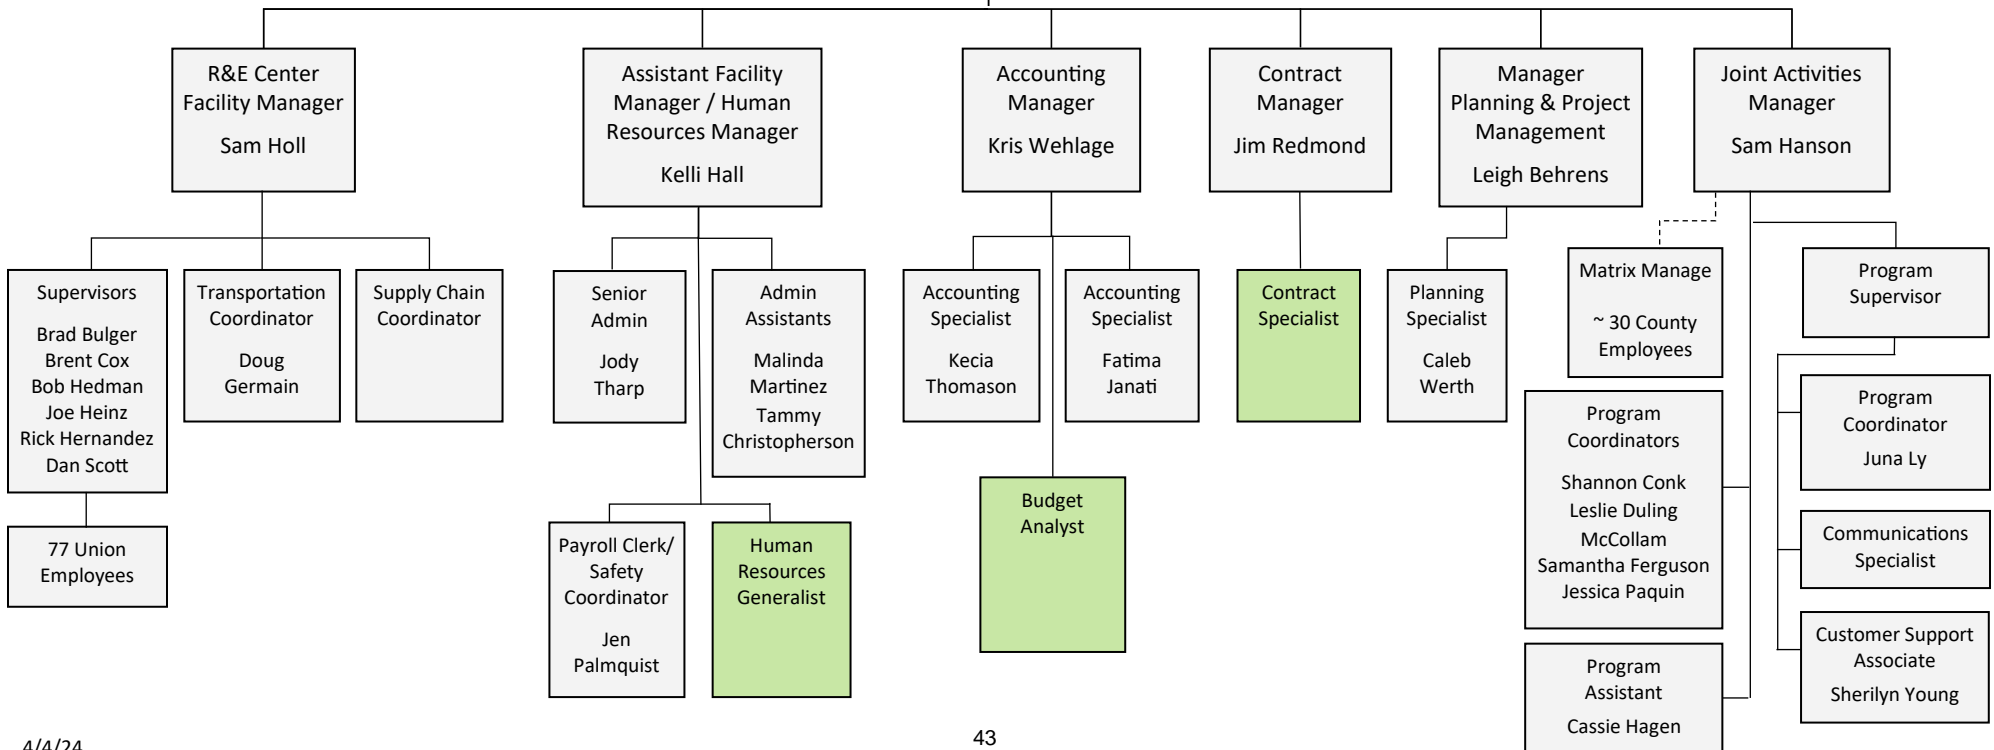 R&E Center
Facility Manager
Sam Holl
Assistant Facility
Manager / Human
Resources Manager
Kelli Hall
Accounting
Manager
Kris Wehlage
Contract
Manager
Jim Redmond
Manager
Planning & Project
Management
Leigh Behrens
Joint Activities
Manager
Sam Hanson
Supervisors
Brad Bulger
Brent Cox
Bob Hedman
Joe Heinz
Rick Hernandez
Dan Scott
77 Union
Employees
Transportation
Coordinator
Doug
Germain
Supply Chain
Coordinator
Senior
Admin
Jody
Tharp
Admin
Assistants
Malinda
Martinez
Tammy
Christopherson
Payroll Clerk/
Safety
Coordinator
Jen
Palmquist
Human
Resources
Generalist
Accounting
Specialist
Kecia
Thomason
Accounting
Specialist
Fatima
Janati
Budget
Analyst
Contract
Specialist
Planning
Specialist
Caleb
Werth
Matrix Manage
~ 30 County
Employees
Program
Coordinators
Shannon Conk
Leslie Duling
McCollam
Samantha Ferguson
Jessica Paquin
Program
Assistant
Cassie Hagen
Program
Supervisor
Program
Coordinator
Juna Ly
Communications
Specialist
Customer Support
Associate
Sherilyn Young
4/4/24
43